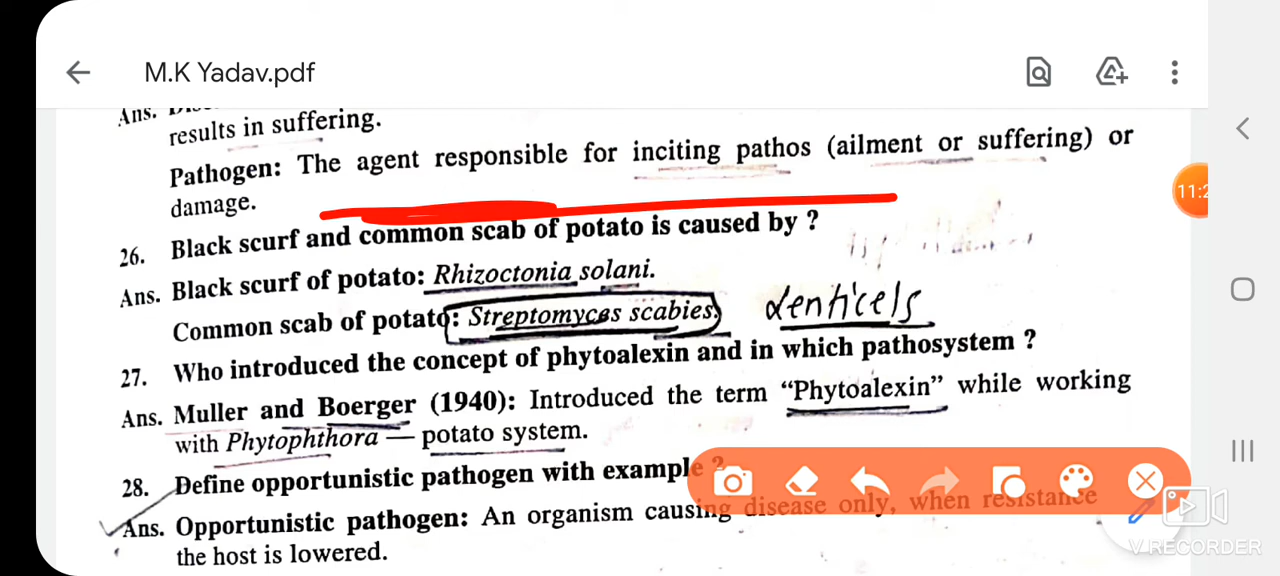 M.K Yadav.pdf
Ans.
results in suffering.
Pathogen: The agent responsible for inciting pathos (ailment or suffering) or
damage.
11:2
26. Black scurf and common scab of potato is caused by ?
Ans. Black scurf of potato: Rhizoctonia solani.
Common scab of potato: Streptomyces scabies. lenticels
27. Who introduced the concept of phytoalexin and in which pathosystem ?
Ans. Muller and Boerger (1940): Introduced the term “Phytoalexin” while working
with Phytophthora — potato system.
28. Define opportunistic pathogen with example ?
Ans. Opportunistic pathogen: An organism causing disease only, when resistance
the host is lowered.
V RECORDER